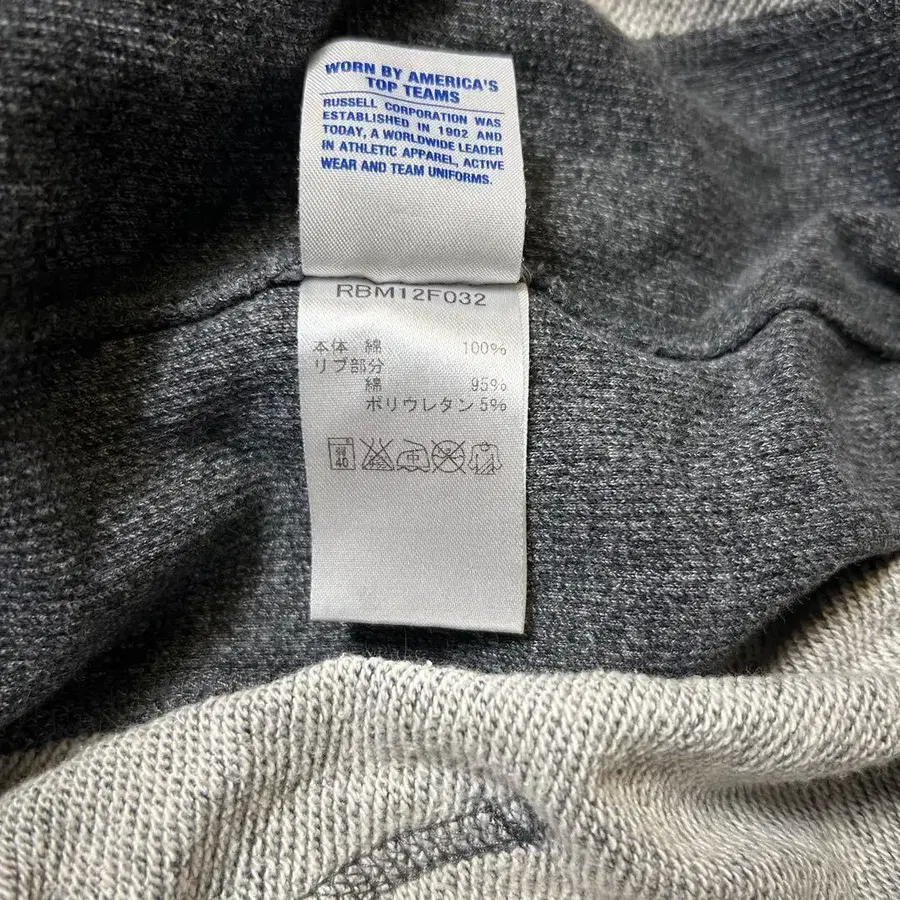 WORN BY AMERICA'S
TOP TEAMS
RUSSELL CORPORATION WAS
ESTABLISHED IN 1902 AND
TODAY, A WORLDWIDE LEADER
IN ATHLETIC APPAREL, ACTIVE
WEAR AND TEAM UNIFORMS.
RBM12F032
本体 綿 100%
リブ部分
綿 95%
ポリウレタン 5%
40
中